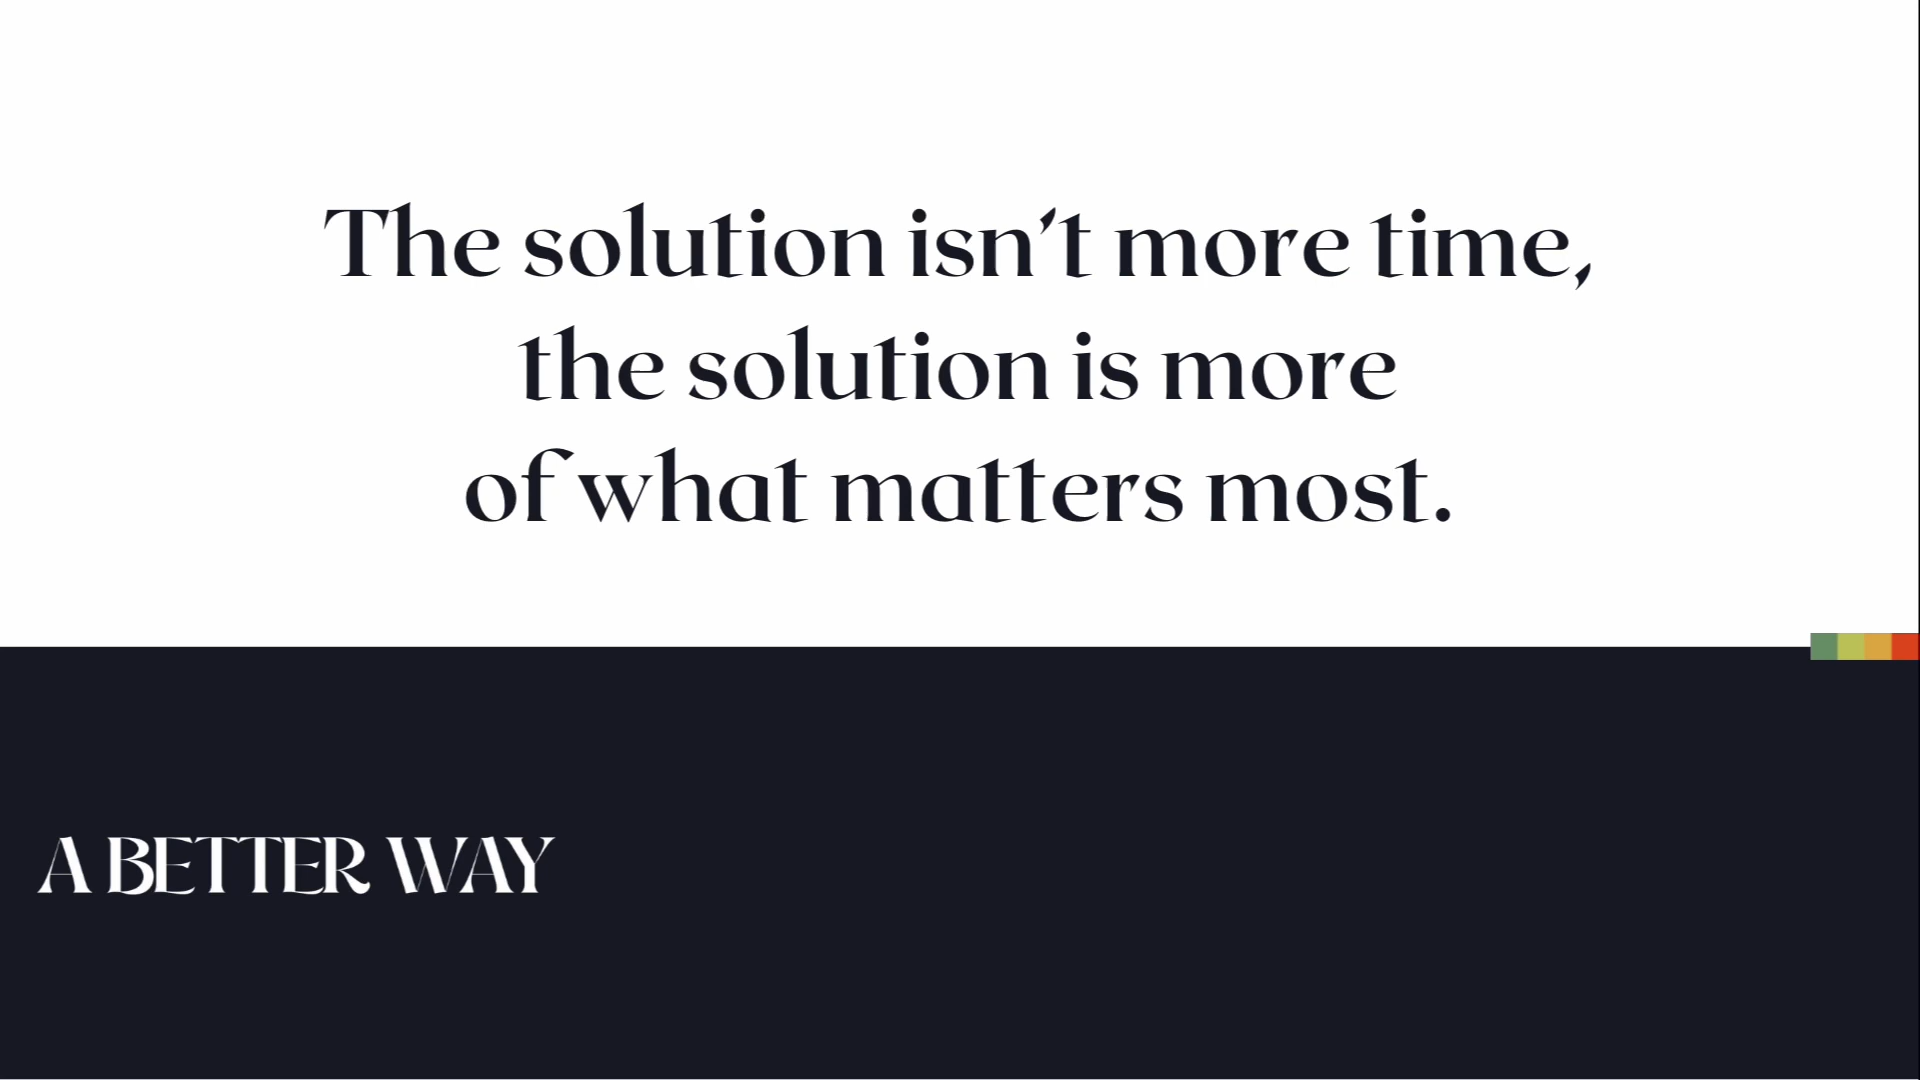 The solution isn’t more time,
the solution is more
of what matters most.
A BETTER WAY